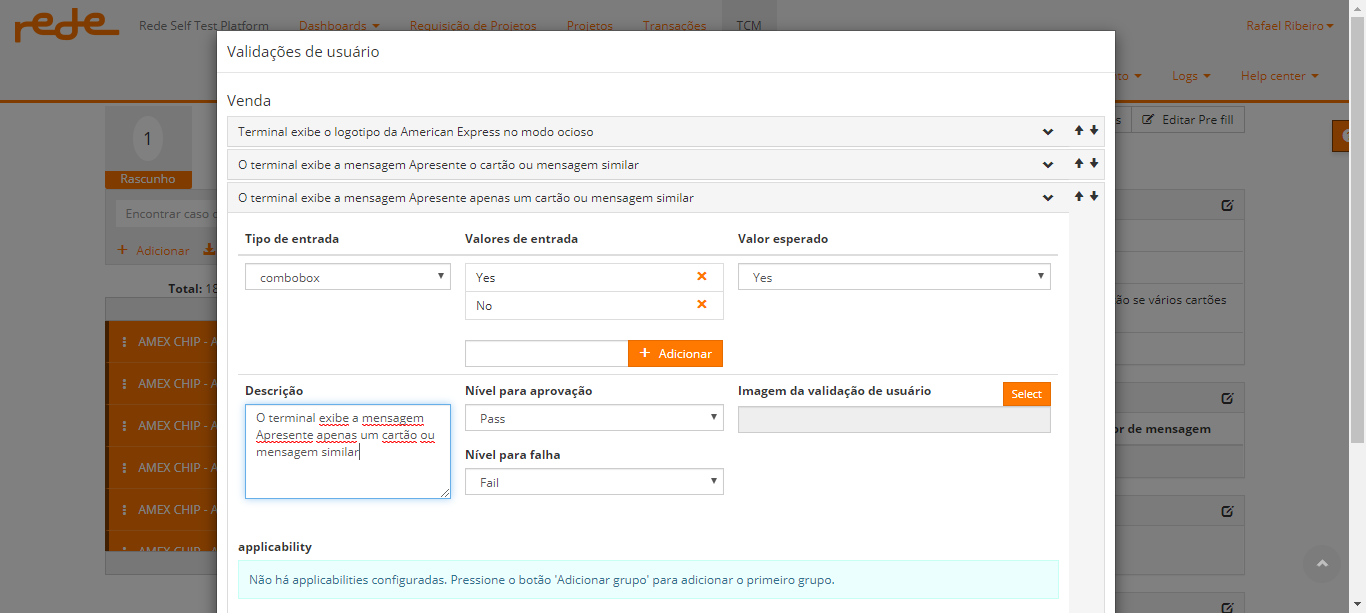 rede Rede Self Test Platform Dashboards Requisição de Projetos Projetos Transações TCM Rafael Ribeiro
Validações de usuário
Logs Help center
Venda
1
Terminal exibe o logotipo da American Express no modo ocioso
Editar Pre fill
O terminal exibe a mensagem Apresente o cartão ou mensagem similar
Rascunho
O terminal exibe a mensagem Apresente apenas um cartão ou mensagem similar
Encontrar caso
Tipo de entrada Valores de entrada Valor esperado
Adicionar
combobox Yes Yes
Total: 18
No
ão se vários cartões
AMEX CHIP - A
Adicionar
AMEX CHIP - A
Descrição Nível para aprovação Imagem da validação de usuário Select
O terminal exibe a mensagem
Apresente apenas um cartão ou
mensagem similar
Pass
AMEX CHIP - A
or de mensagem
Nível para falha
AMEX CHIP - A
Fail
AMEX CHIP - A
applicability
AMEX CHIP - A
Não há applicabilities configuradas. Pressione o botão 'Adicionar grupo' para adicionar o primeiro grupo.